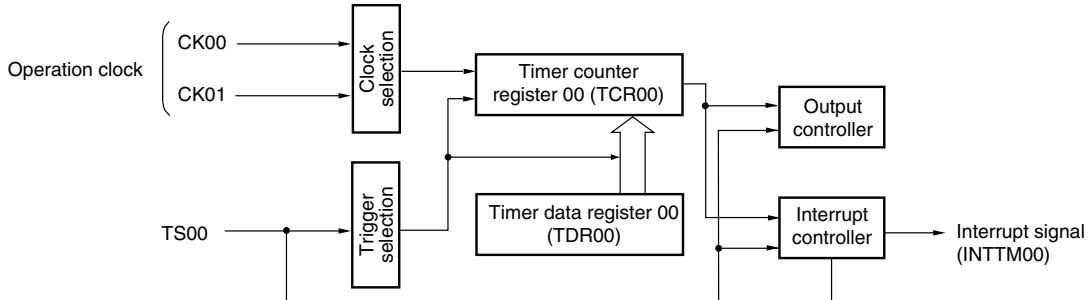 Operation clock
CK00
CK01
Clock
selection
Timer counter
register 00 (TCR00)
Output
controller
TS00
Trigger
selection
Timer data register 00
(TDR00)
Interrupt
controller
Interrupt signal
(INTTM00)